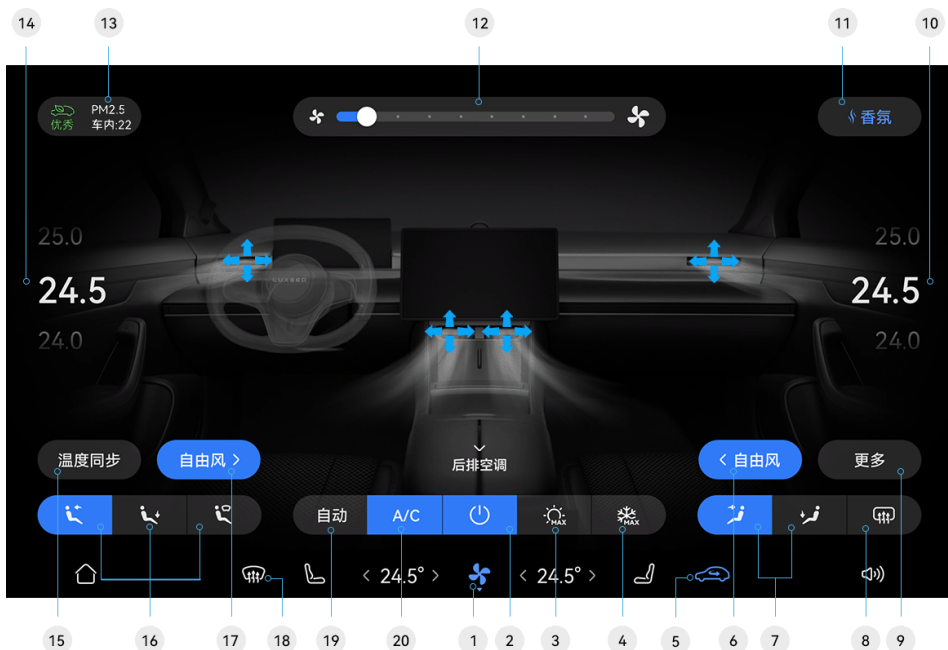 14
13
12
11
10
PM2.5
优秀 车内:22
香氛
25.0
25.0
24.5
24.5
24.0
24.0
LUXEED
温度同步
自由风 >
后排空调
< 自由风
更多
自动
A/C
MAX
MAX
< 24.5° >
< 24.5° >
15
16
17
18
19
20
1
2
3
4
5
6
7
8
9